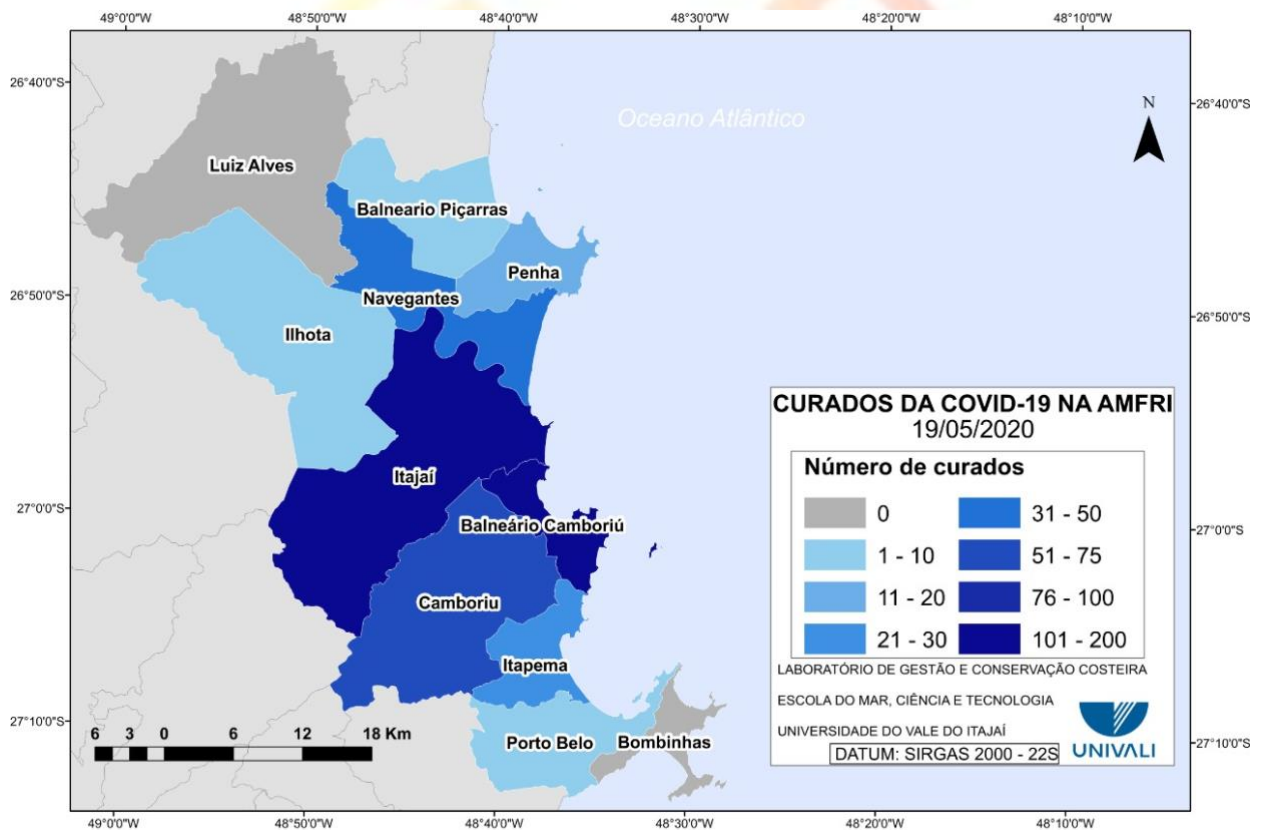 49°0'0"W 48°50'0"W 48°40'0"W 48°30'0"W 48°20'0"W 48°10'0"W
26°40'0"S
26°40'0"S
Oceano Atlântico
N
Luiz Alves
Balneario Piçarras
Penha
26°50'0"S
Navegantes
26°50'0"S
Ilhota
CURADOS DA COVID-19 NA AMFRI
19/05/2020
Número de curados
0 31 - 50
1 - 10 51 - 75
11 - 20 76 - 100
21 - 30 101 - 200
LABORATÓRIO DE GESTÃO E CONSERVAÇÃO COSTEIRA
ESCOLA DO MAR, CIÊNCIA E TECNOLOGIA
UNIVERSIDADE DO VALE DO ITAJAÍ
DATUM: SIRGAS 2000 - 22S
UNIVALI
Itajaí
27°0'0"S
Balneário Camboriú
27°0'0"S
Camboriu
Itapema
27°10'0"S
Porto Belo
Bombinhas
27°10'0"S
6 3 0 6 12 18 Km
49°0'0"W 48°50'0"W 48°40'0"W 48°30'0"W 48°20'0"W 48°10'0"W